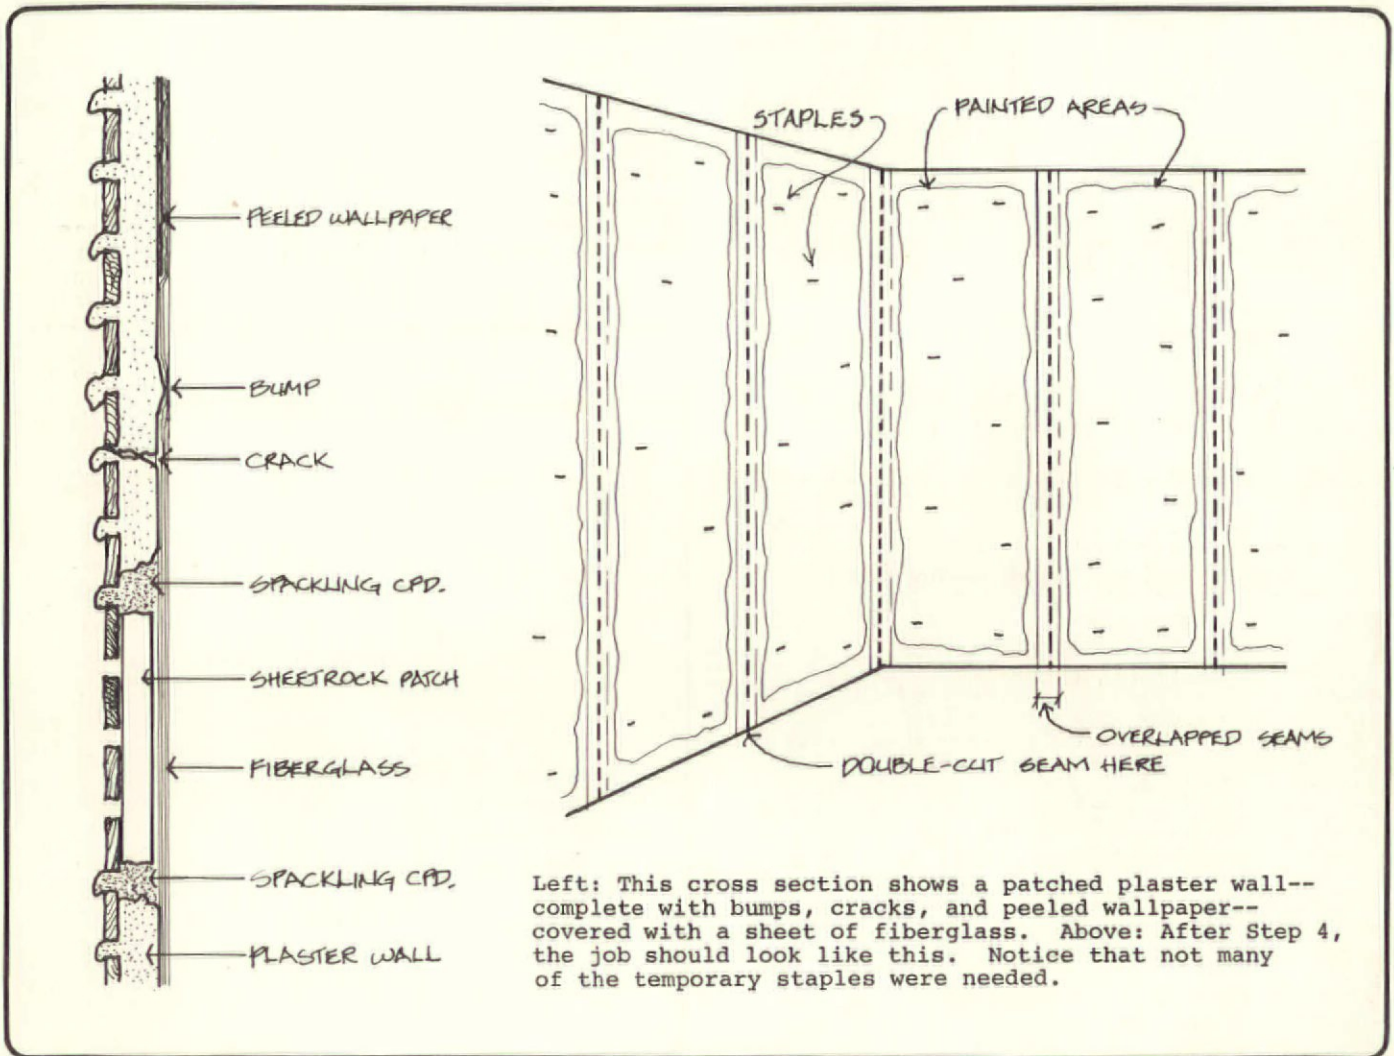 PEELED WALLPAPER
BUMP
CRACK
SPACKLING CPD.
SHEETROCK PATCH
FIBERGLASS
SPACKLING CPD.
PLASTER WALL
STAPLES
PAINTED AREAS
OVERLAPPED SEAMS
DOUBLE-CUT SEAM HERE
Left: This cross section shows a patched plaster wall--
complete with bumps, cracks, and peeled wallpaper--
covered with a sheet of fiberglass.  Above: After Step 4,
the job should look like this.  Notice that not many
of the temporary staples were needed.